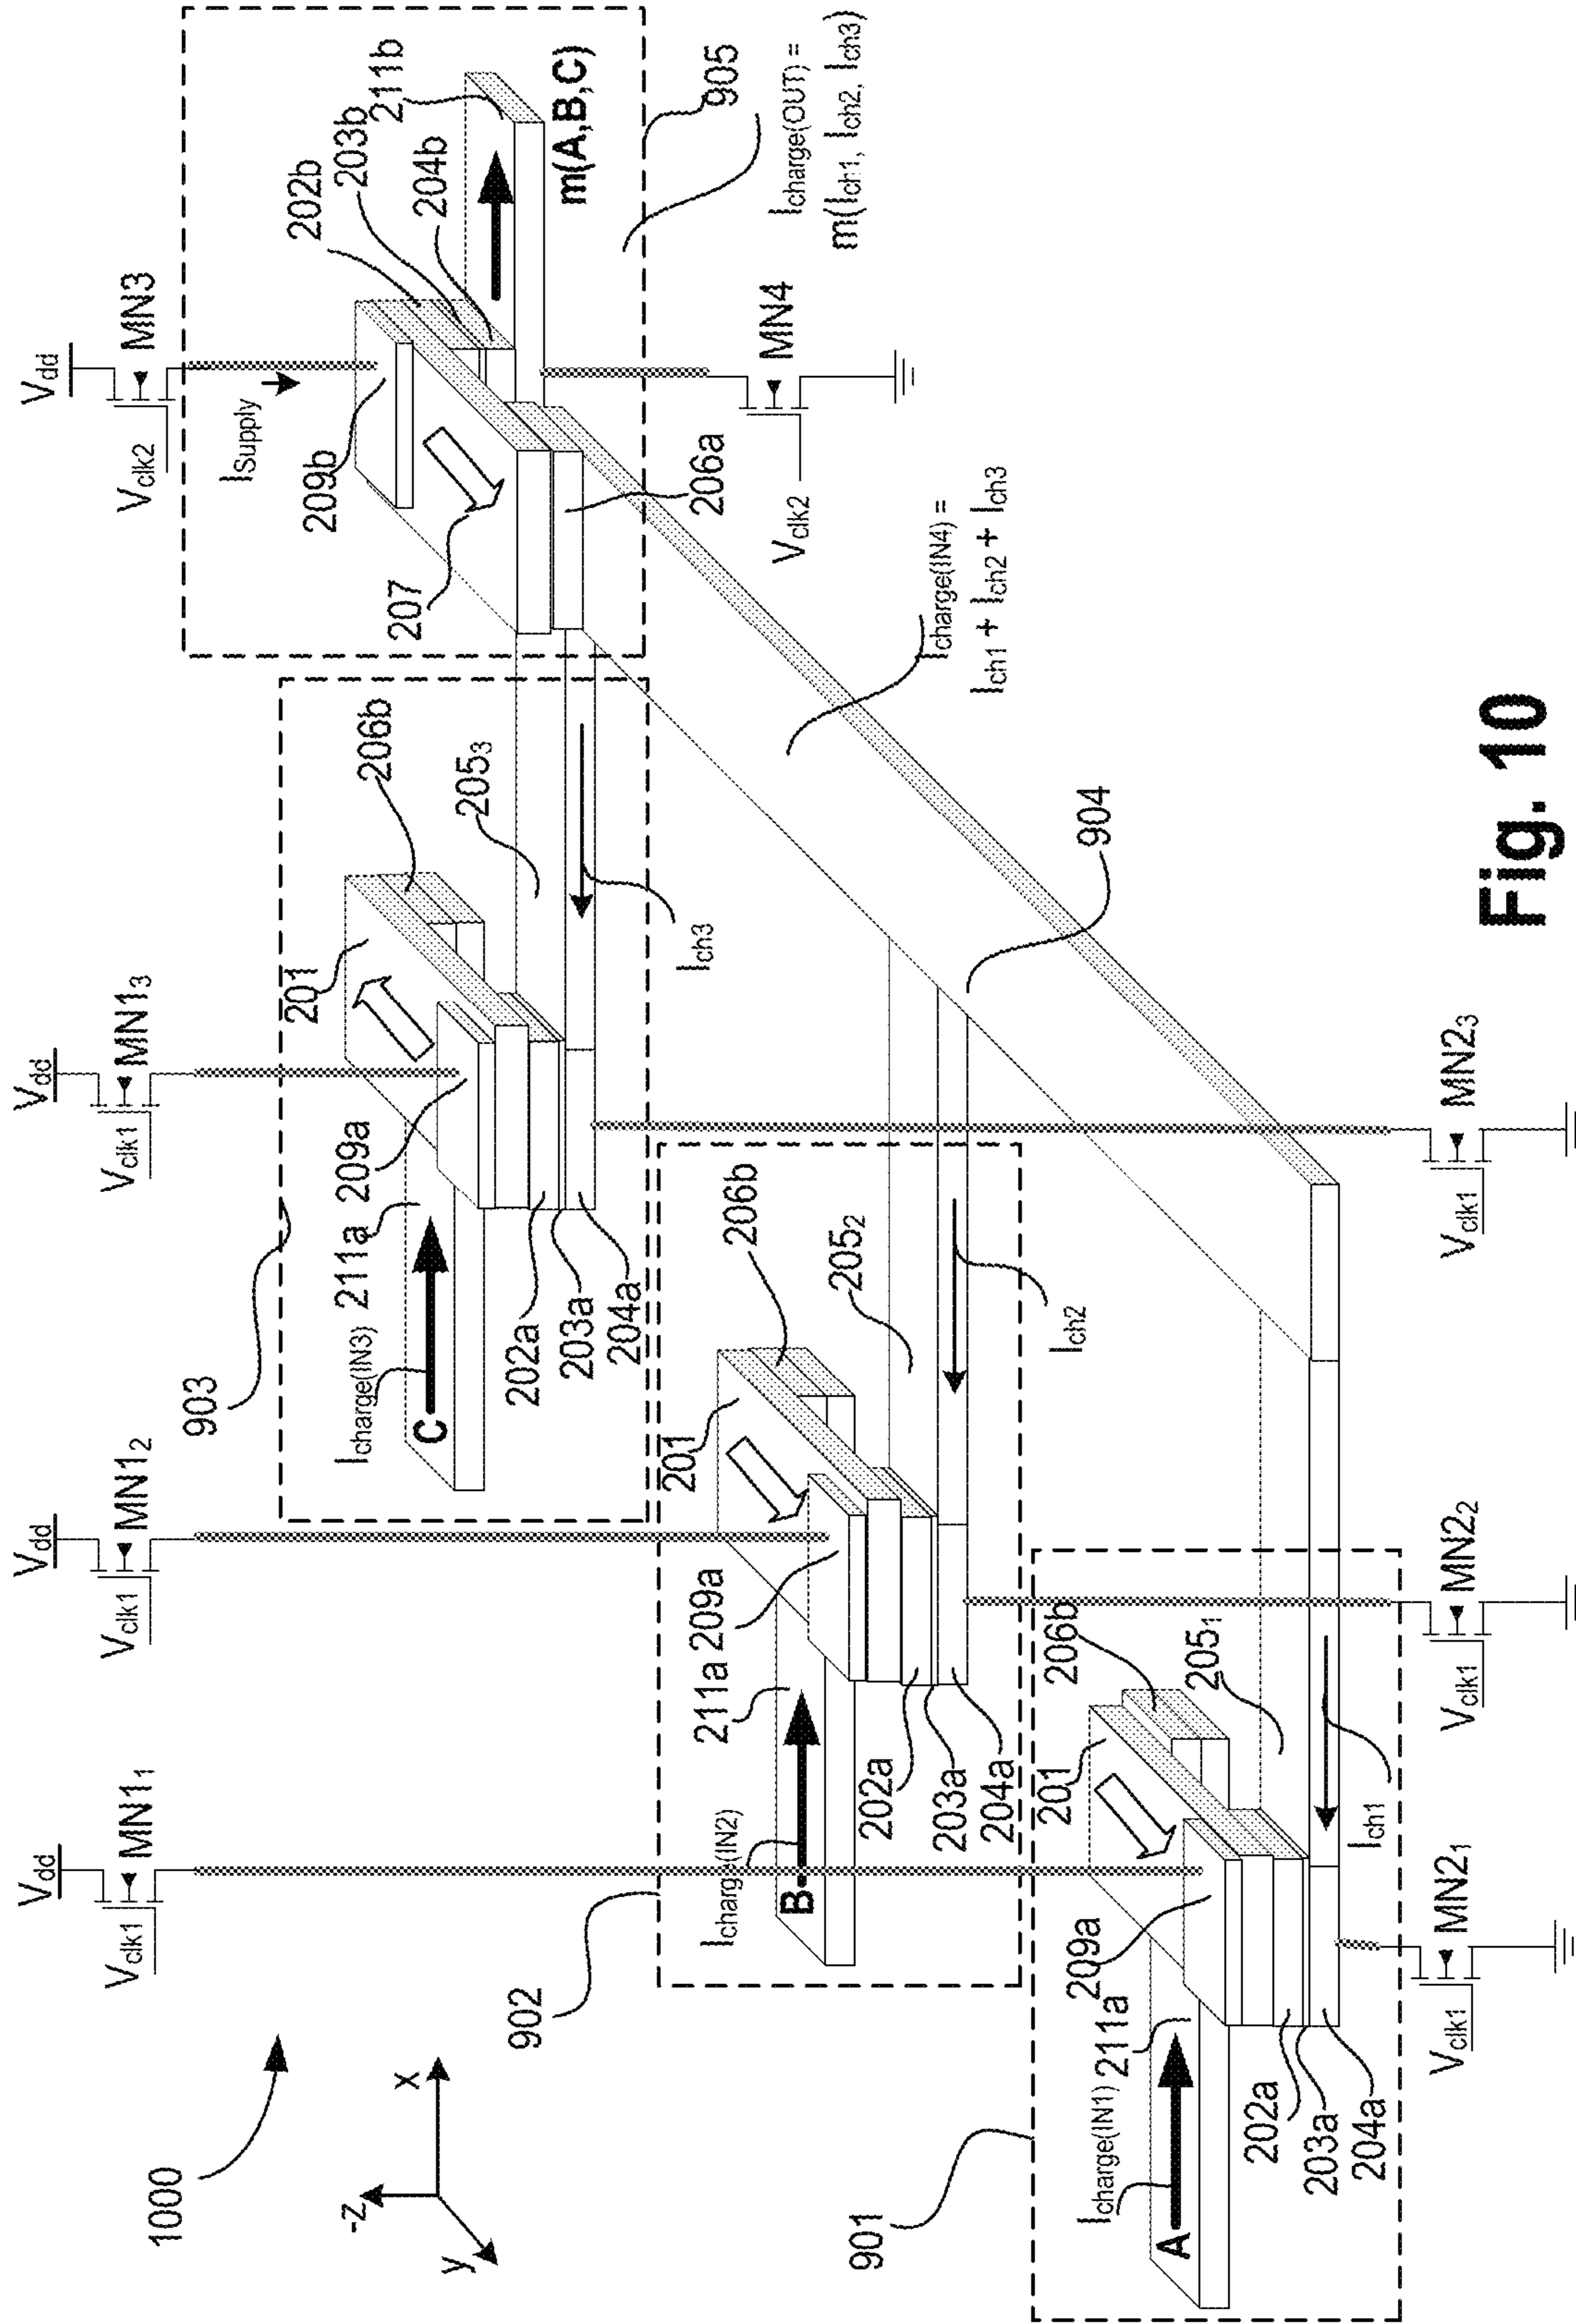 1000
-z
x
y
Vdd
MN1₁
Vclk1
Vdd
MN1₂
Vclk1
Vdd
MN1₃
Vclk1
Vdd
MN3
Vclk2
ISupply
903
Icharge(IN3)
211a
209a
201
206b
C
202a
203a
204a
205₃
Ich3
209b
207
202b
203b
204b
211b
m(A,B,C)
206a
905
Icharge(OUT) =
m(Ich1, Ich2, Ich3)
MN4
Vclk2
902
Icharge(IN2)
211a
209a
201
206b
B
202a
203a
204a
205₂
Ich2
Icharge(IN4) =
Ich1 + Ich2 + Ich3
904
901
Icharge(IN1)
211a
209a
201
206b
A
202a
203a
204a
205₁
Ich1
Vclk1
MN2₁
Vclk1
MN2₂
Vclk1
MN2₃
Fig. 10